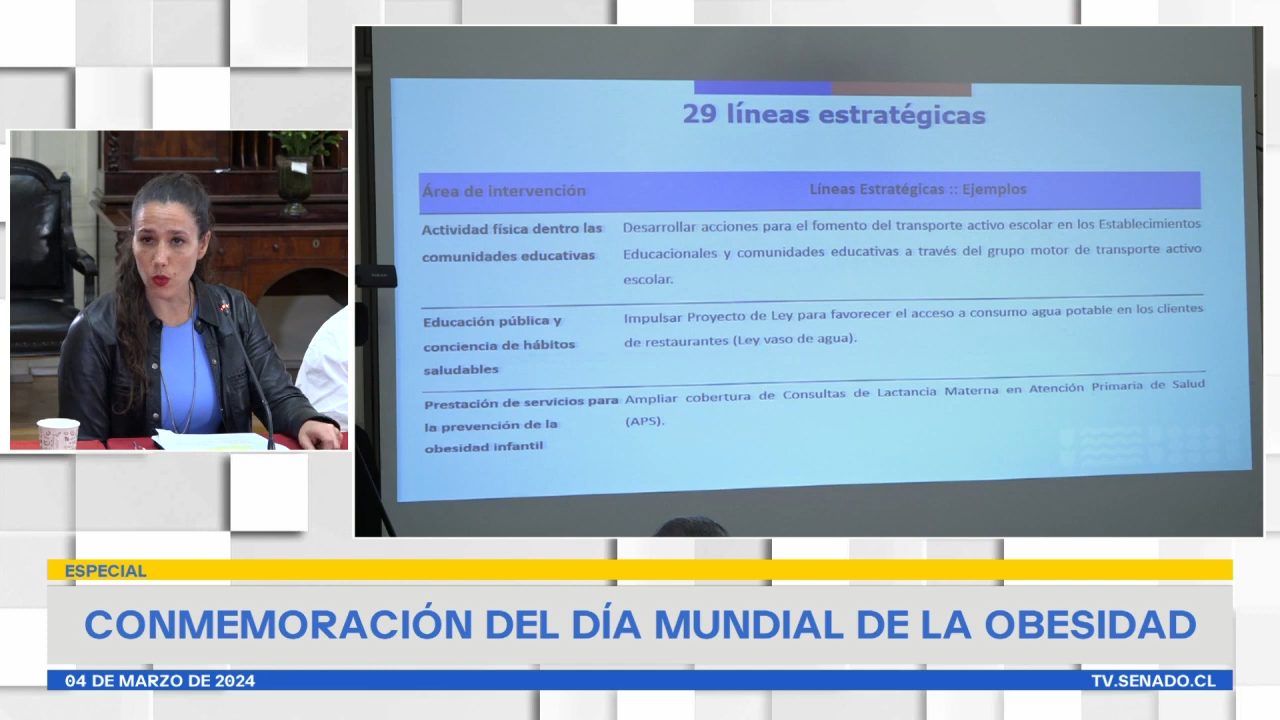 29 líneas estratégicas
Área de intervención
Líneas Estratégicas :: Ejemplos
Actividad física dentro las
comunidades educativas
Desarrollar acciones para el fomento del transporte activo escolar en los Establecimientos
Educacionales y comunidades educativas a través del grupo motor de transporte activo
escolar.
Educación pública y
conciencia de hábitos
saludables
Impulsar Proyecto de Ley para favorecer el acceso a consumo agua potable en los clientes
de restaurantes (Ley vaso de agua).
Prestación de servicios para
la prevención de la
obesidad infantil
Ampliar cobertura de Consultas de Lactancia Materna en Atención Primaria de Salud
(APS).
ESPECIAL
CONMEMORACIÓN DEL DÍA MUNDIAL DE LA OBESIDAD
04 DE MARZO DE 2024
TV.SENADO.CL